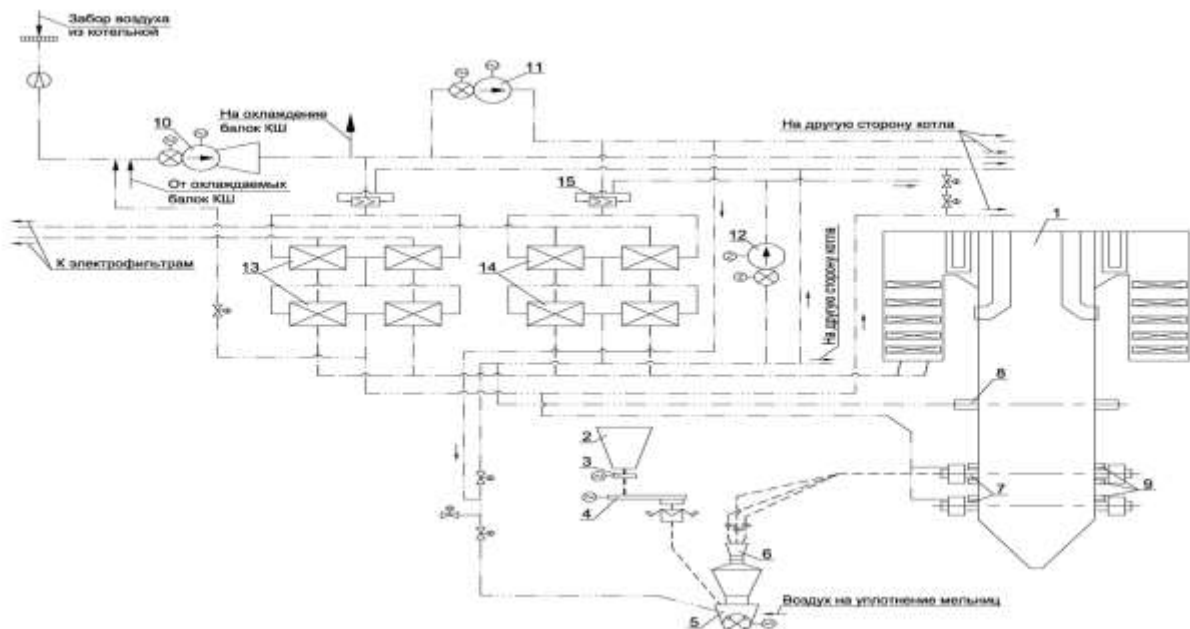 Забор воздуха
из котельной
11
10
На охлаждение
балок КШ
На другую сторону котла
От охлаждаемых
балок КШ
15
1
12
К электрофильтрам
13
14
На другую сторону котла
8
2
3
4
7
9
6
5
Воздух на уплотнение мельниц